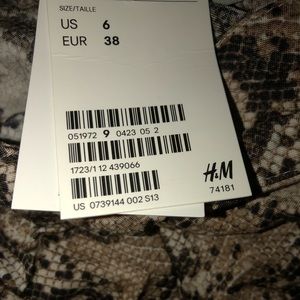 SIZE/TAILLE
US 6
EUR 38
051972 9 0423 05 2
1723/1 12 439066
H&M
74181
US 0739144 002 S13